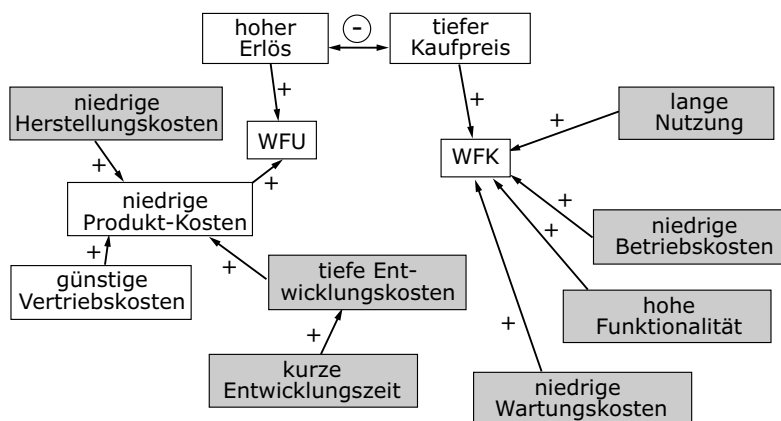 hoher
Erlös
-
tiefer
Kaufpreis
+
+
niedrige
Herstellungskosten
lange
Nutzung
WFU
+
WFK
+
+
niedrige
Produkt-Kosten
+
niedrige
Betriebskosten
+
+
günstige
Vertriebskosten
+
tiefe Ent-
wicklungskosten
hohe
Funktionalität
+
+
kurze
Entwicklungszeit
niedrige
Wartungskosten